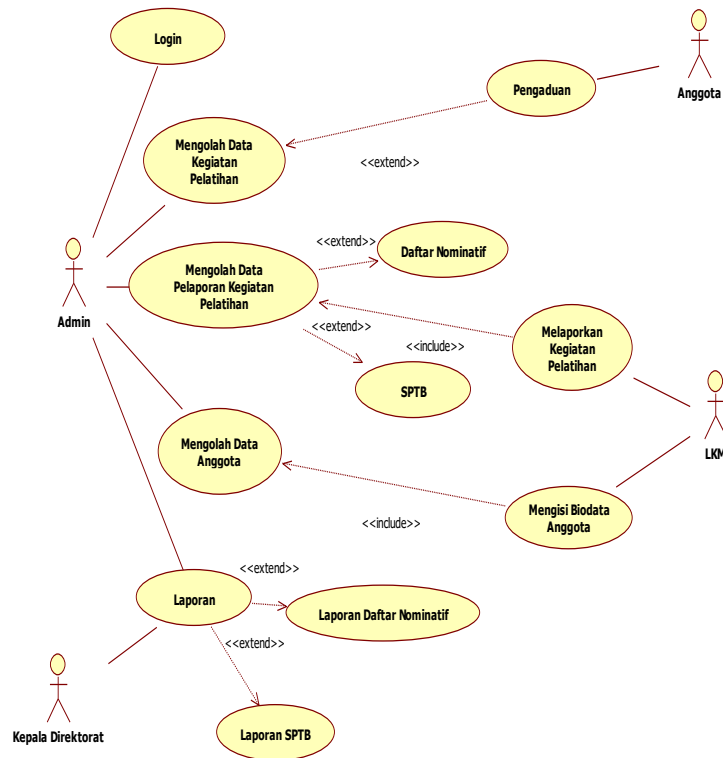 Login
Anggota
Pengaduan
Mengolah Data
Kegiatan
Pelatihan
<<extend>>
<<extend>>
Daftar Nominatif
Mengolah Data
Pelaporan Kegiatan
Pelatihan
Admin
<<extend>>
<<include>>
Melaporkan
Kegiatan
Pelatihan
SPTB
LKM
Mengolah Data
Anggota
Mengisi Biodata
Anggota
<<include>>
<<extend>>
Laporan
Laporan Daftar Nominatif
<<extend>>
Kepala Direktorat
Laporan SPTB